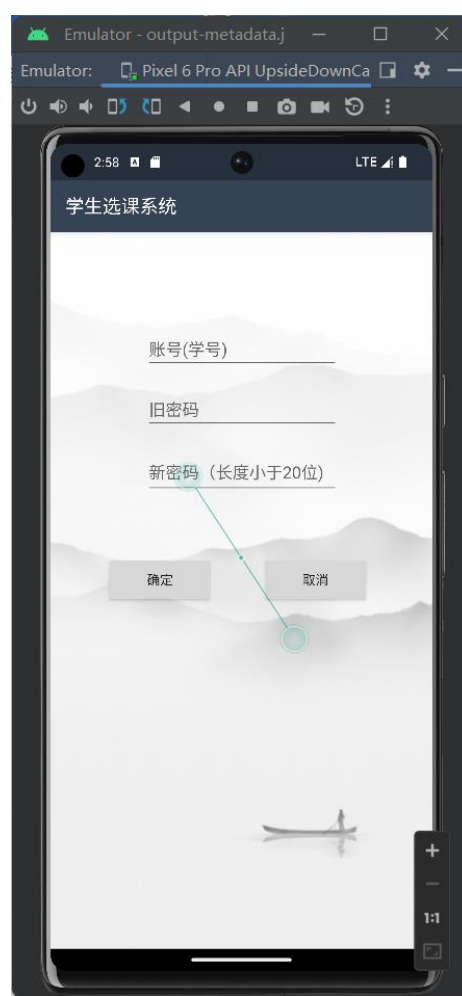 Emulator - output-metadata.j
Emulator: Pixel 6 Pro API UpsideDownCa
2:58 LTE
学生选课系统
账号(学号)
旧密码
新密码（长度小于20位)
确定 取消
1:1